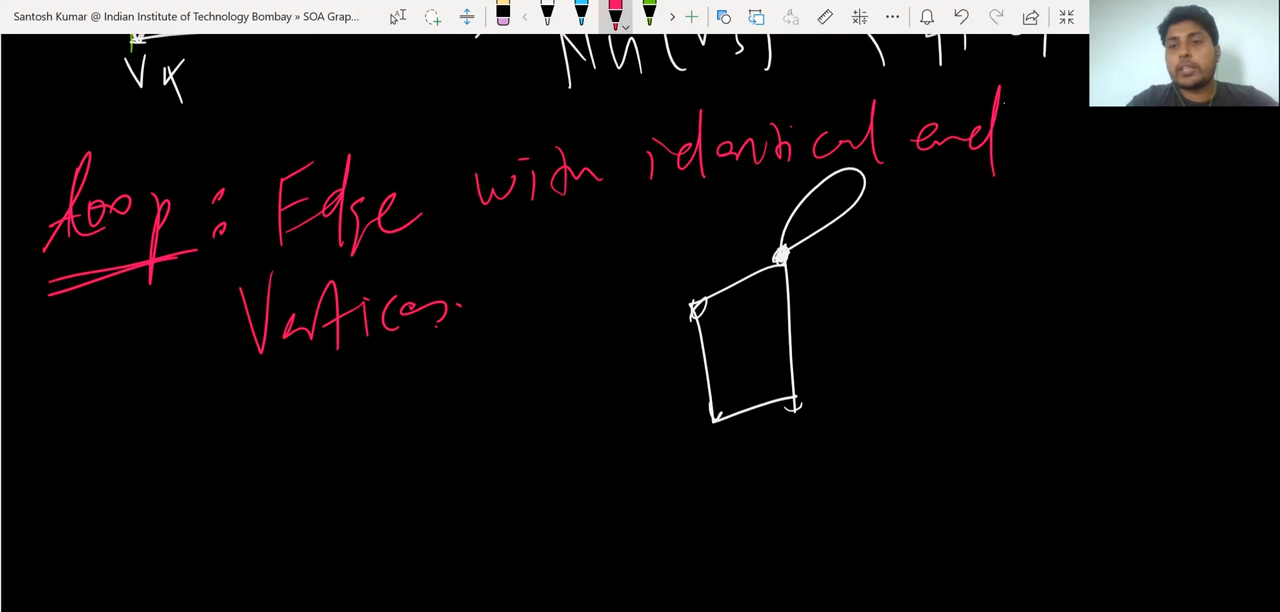 Santosh Kumar @ Indian Institute of Technology Bombay » SOA Grap...
V
Loop: Edge with identical end
Vertices.